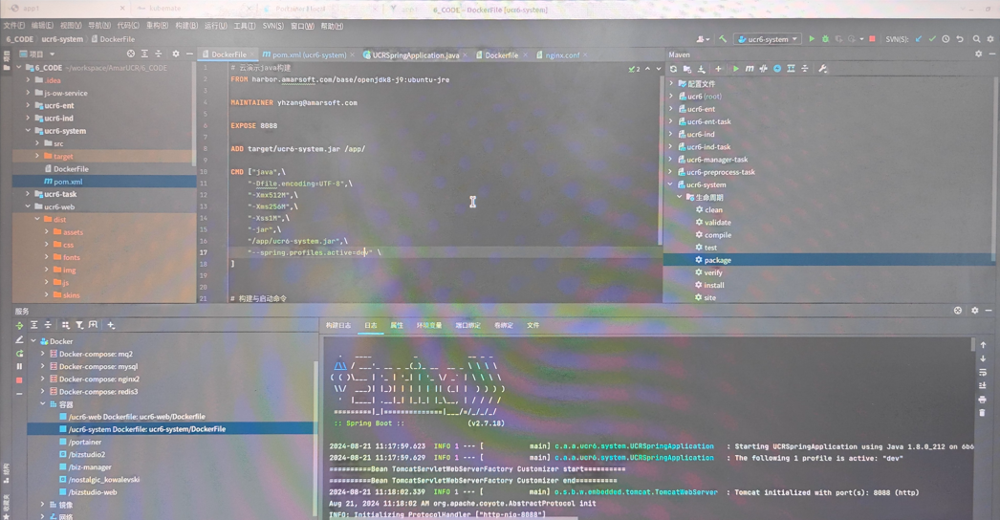 app1
kubernate
6_CODE – DockerFile [ucr6-system]
文件(F) 编辑(E) 视图(V) 导航(N) 代码(C) 重构(R) 构建(B) 运行(U) 工具(T) SVN(S) 窗口(W) 帮助(H)
6_CODE ucr6-system DockerFile
ucr6-system
SVN(S):
项目
DockerFile
pom.xml (ucr6-system)
UCRSpringApplication.java
Dockerfile
nginx.conf
Maven
6_CODE ~/workspace/AmarUCR/6_CODE
.idea
js-ow-service
ucr6-ent
ucr6-ind
ucr6-system
src
target
DockerFile
pom.xml
ucr6-task
ucr6-web
dist
assets
css
fonts
img
js
skins
1 # 云演示java构建
2 FROM harbor.amarsoft.com/base/openjdk8-j9:ubuntu-jre
3
4 MAINTAINER yhzang@amarsoft.com
5
6 EXPOSE 8088
7
8 ADD target/ucr6-system.jar /app/
9
10 CMD ["java",\
11 "-Dfile.encoding=UTF-8",\
12 "-Xmx512M",\
13 "-Xms256M",\
14 "-Xss1M",\
15 "-jar",\
16 "/app/ucr6-system.jar",\
17 "--spring.profiles.active=dev" \
18 ]
19
20
21 # 构建与启动命令
2
配置文件
ucr6 (root)
ucr6-ent
ucr6-ent-task
ucr6-ind
ucr6-ind-task
ucr6-manager-task
ucr6-preprocess-task
ucr6-system
生命周期
clean
validate
compile
test
package
verify
install
site
服务
Docker
Docker-compose: mq2
Docker-compose: mysql
Docker-compose: nginx2
Docker-compose: redis3
容器
/ucr6-web Dockerfile: ucr6-web/Dockerfile
/ucr6-system Dockerfile: ucr6-system/DockerFile
/portainer
/bizstudio2
/biz-manager
/nostalgic_kowalevski
/bizstudio-web
镜像
网络
结构
收藏夹
构建日志 日志 属性 环境变量 端口绑定 卷绑定 文件
:: Spring Boot :: (v2.7.18)
2024-08-21 11:17:59.623 INFO 1 --- [ main] c.a.a.ucr6.system.UCRSpringApplication : Starting UCRSpringApplication using Java 1.8.0_212 on 6b6
2024-08-21 11:17:59.629 INFO 1 --- [ main] c.a.a.ucr6.system.UCRSpringApplication : The following 1 profile is active: "dev"
==========Bean TomcatServletWebServerFactory Customizer start==========
==========Bean TomcatServletWebServerFactory Customizer end==========
2024-08-21 11:18:02.339 INFO 1 --- [ main] o.s.b.w.embedded.tomcat.TomcatWebServer : Tomcat initialized with port(s): 8088 (http)
Aug 21, 2024 11:18:02 AM org.apache.coyote.AbstractProtocol init
INFO: Initializing ProtocolHandler ["http-nio-8088"]